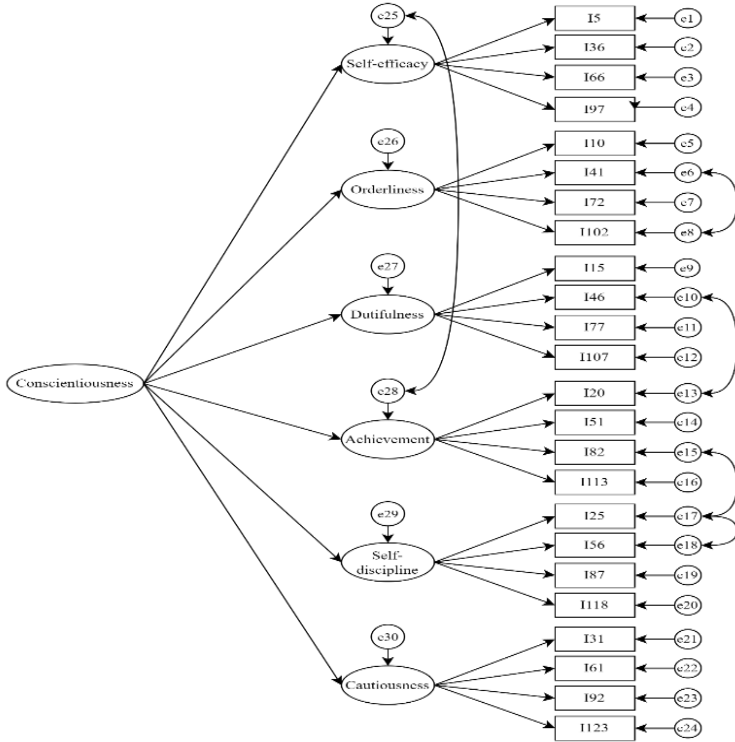 e25
Self-efficacy
I5
e1
I36
e2
I66
e3
I97
e4
e26
Orderliness
I10
e5
I41
e6
I72
e7
I102
e8
e27
Dutifulness
I15
e9
I46
e10
I77
e11
I107
e12
Conscientiousness
e28
Achievement
I20
e13
I51
e14
I82
e15
I113
e16
e29
Self-
discipline
I25
e17
I56
e18
I87
e19
I118
e20
e30
Cautiousness
I31
e21
I61
e22
I92
e23
I123
e24